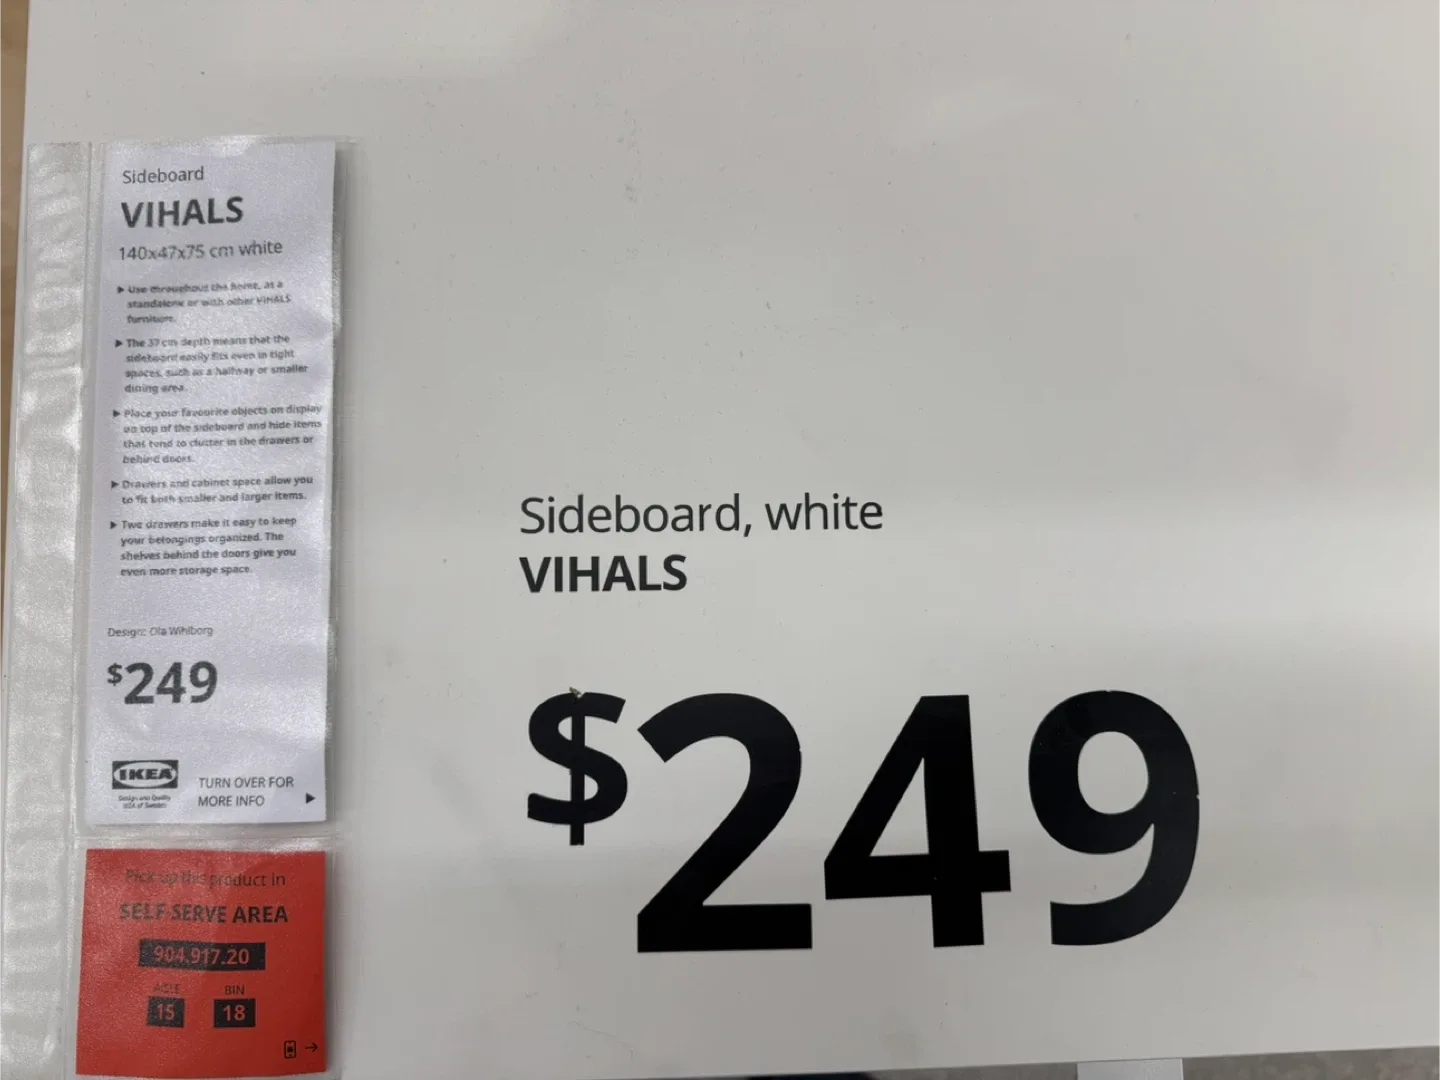 Sideboard
VIHALS
140x47x75 cm white
▶ Use throughout the home, as a
standalone or with other VIHALS
furniture.
▶ The 37 cm depth means that the
sideboard easily fits even in tight
spaces, such as a hallway or smaller
dining area.
▶ Place your favourite objects on display
on top of the sideboard and hide items
that tend to clutter in the drawers or
behind doors.
▶ Drawers and cabinet space allow you
to fit both smaller and larger items.
▶ Two drawers make it easy to keep
your belongings organized. The
shelves behind the doors give you
even more storage space.
Design: Ola Wihlborg
$249
IKEA
Design and Quality
IKEA of Sweden
TURN OVER FOR
MORE INFO ▶
Pick up this product in
SELF-SERVE AREA
904.917.20
AISLE BIN
15 18
Sideboard, white
VIHALS
$249